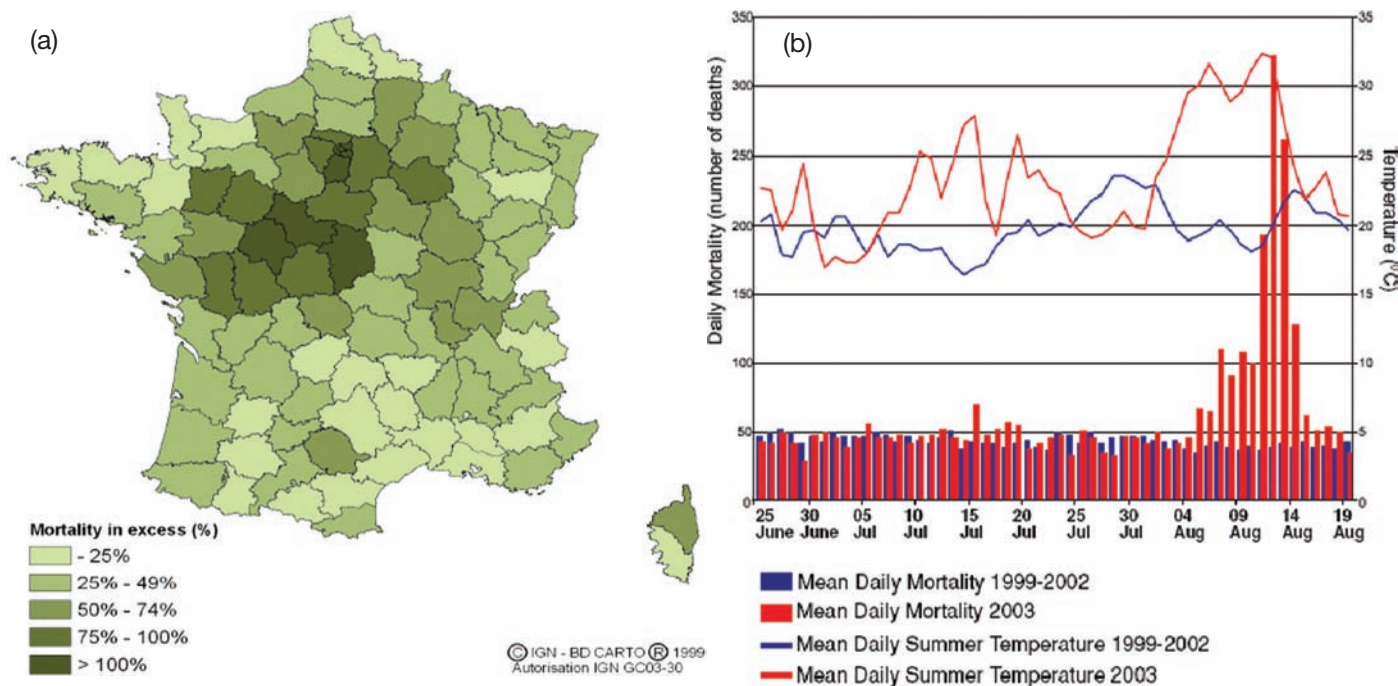 (a)
Mortality in excess (%)
- 25%
25% - 49%
50% - 74%
75% - 100%
> 100%
© IGN - BD CARTO ® 1999
Autorisation IGN GC03-30
(b)
Daily Mortality (number of deaths)
350
300
250
200
150
100
50
0
Temperature (°C)
35
30
25
20
15
10
5
0
25 30 05 10 15 20 25 30 04 09 14 19
June June Jul Jul Jul Jul Jul Jul Aug Aug Aug Aug
Mean Daily Mortality 1999-2002
Mean Daily Mortality 2003
Mean Daily Summer Temperature 1999-2002
Mean Daily Summer Temperature 2003